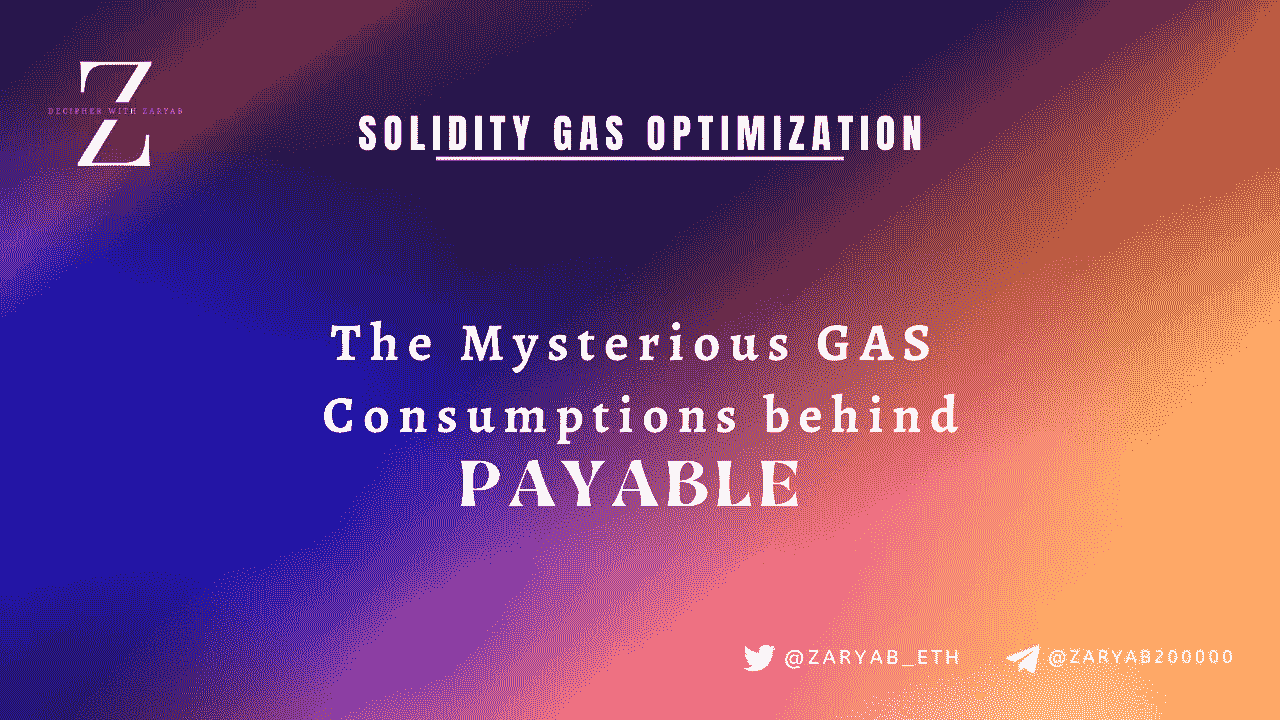 Z
DECIPHER WITH ZARYAB
SOLIDITY GAS OPTIMIZATION
The Mysterious GAS
Consumptions behind
PAYABLE
@ZARYAB_ETH
@ZARYAB200000